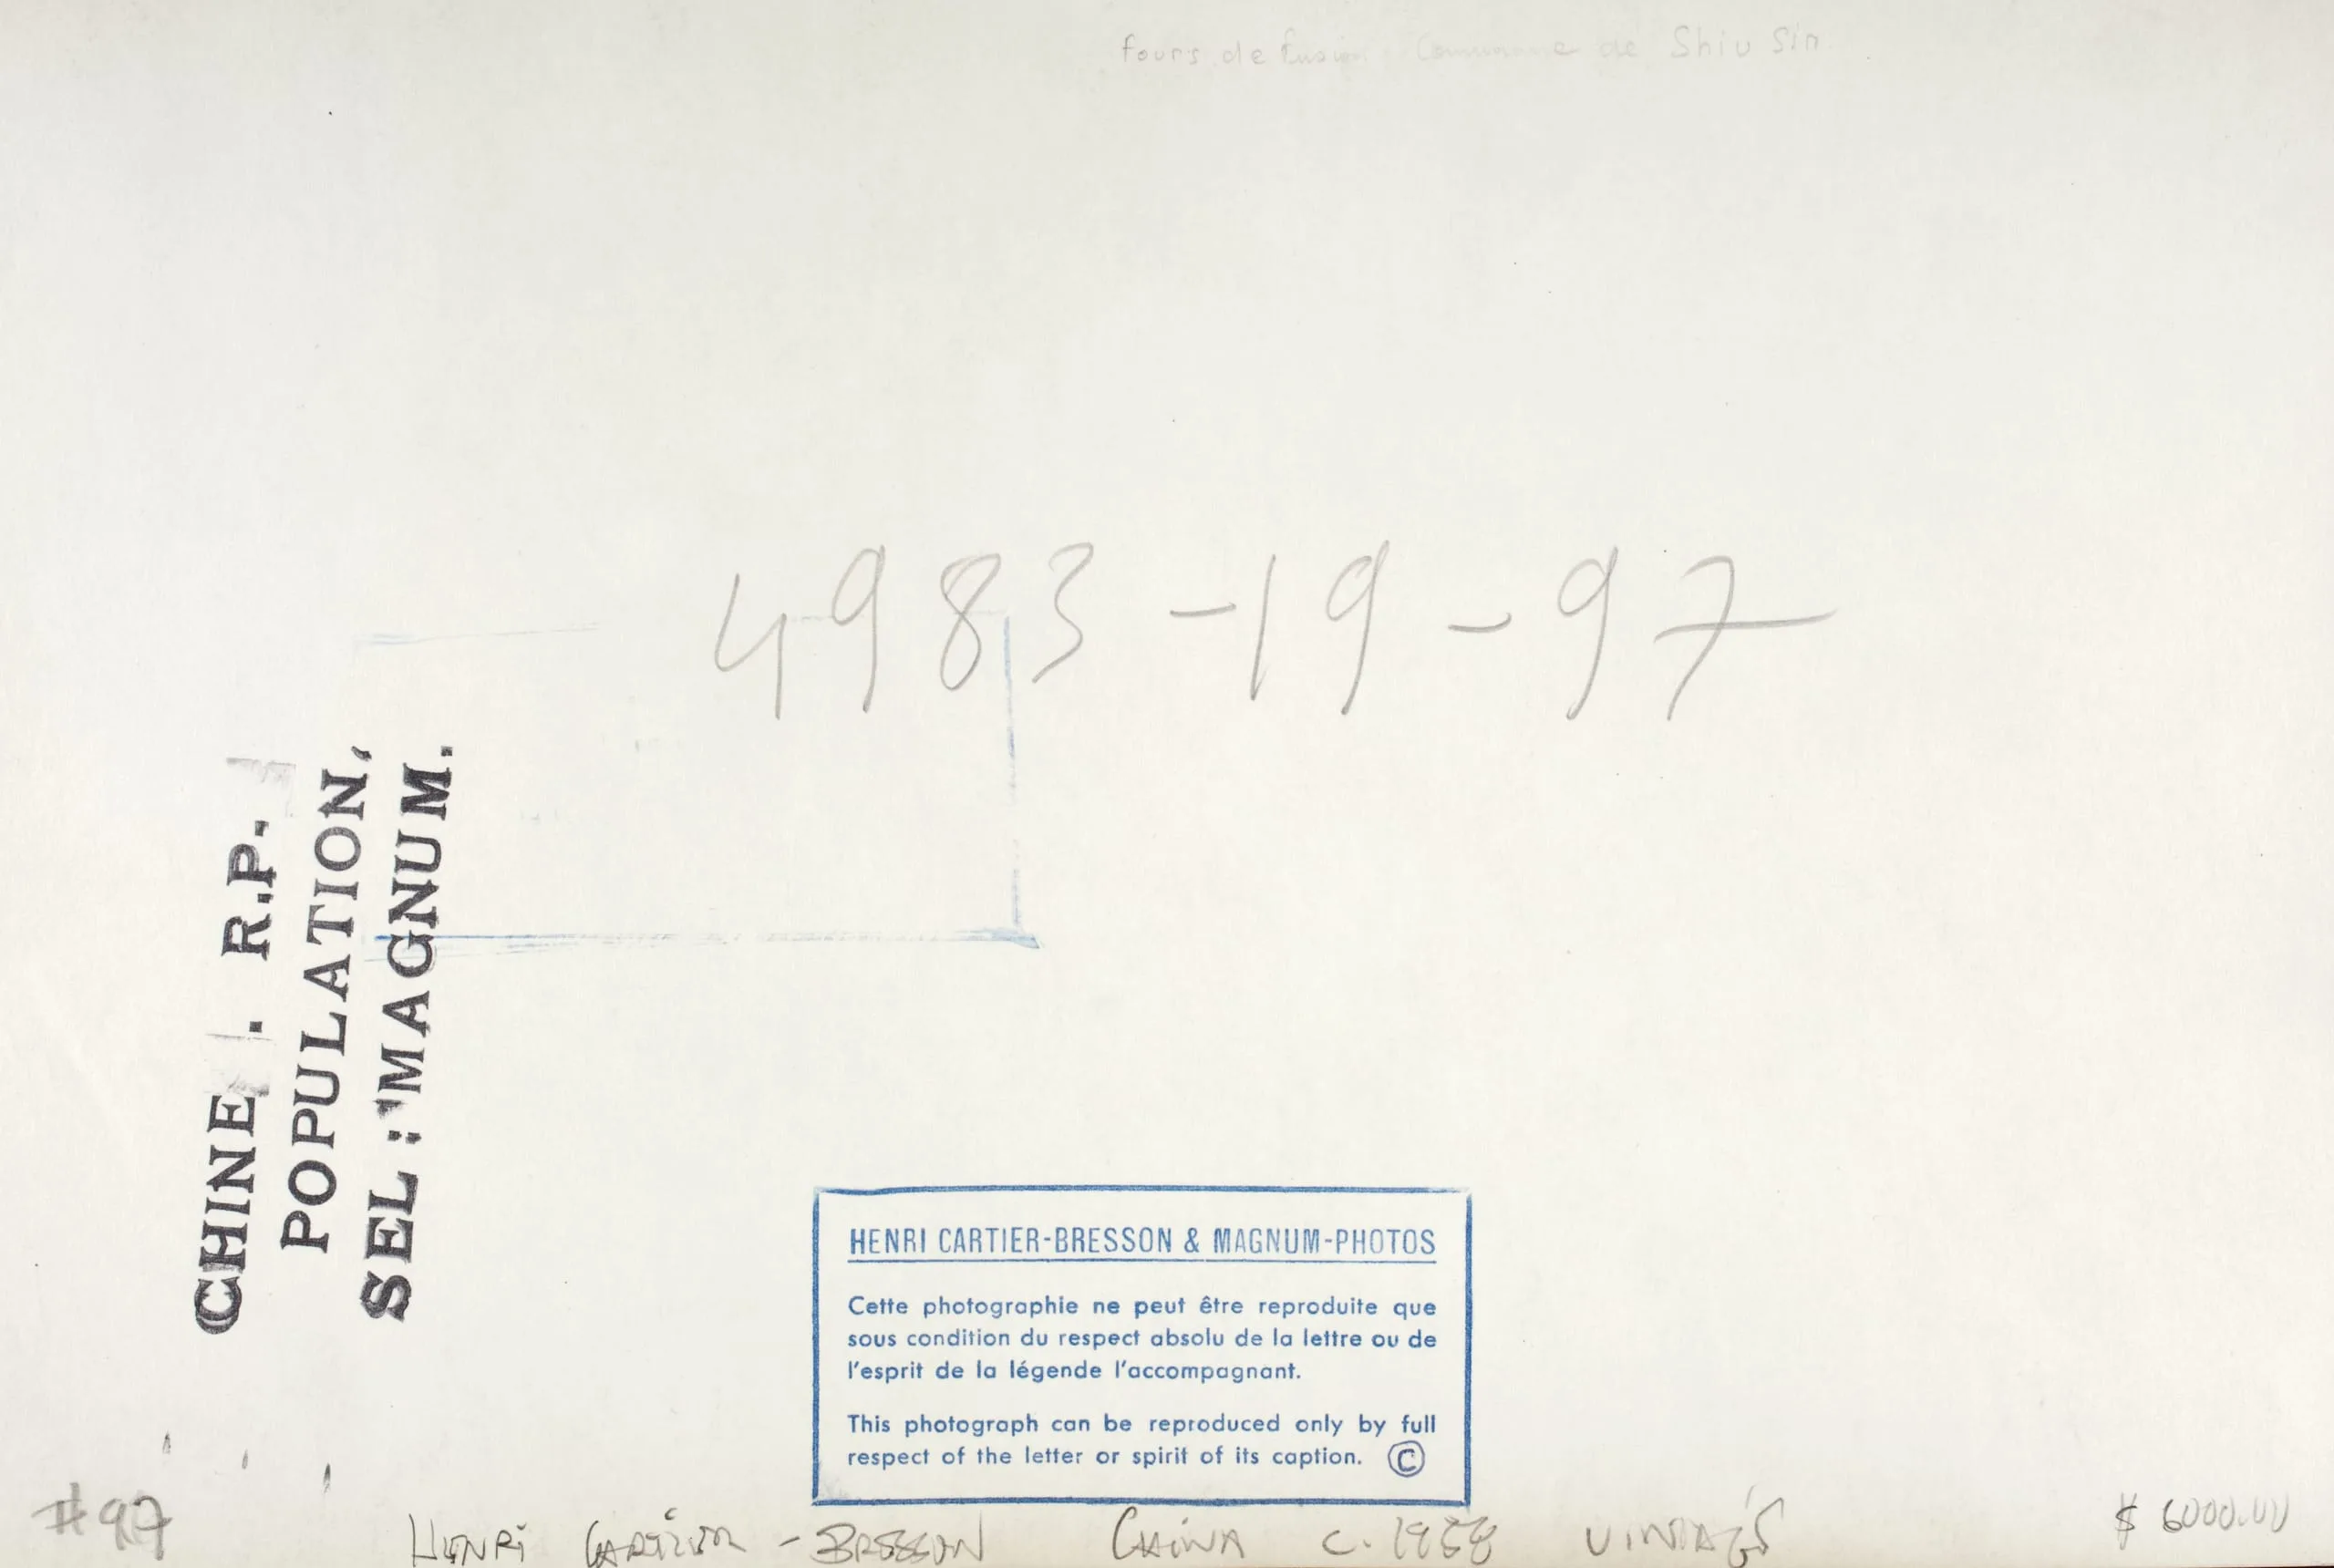 fours de fusion - Commune de Shiu Sin
4983-19-97
CHINE . R.P.
POPULATION,
SEL : MAGNUM.
HENRI CARTIER-BRESSON & MAGNUM-PHOTOS
Cette photographie ne peut être reproduite que
sous condition du respect absolu de la lettre ou de
l'esprit de la légende l'accompagnant.
This photograph can be reproduced only by full
respect of the letter or spirit of its caption. ©
#97
HENRI CARTIER-BRESSON CHINA C. 1958 VINTAGE
$ 6000.00